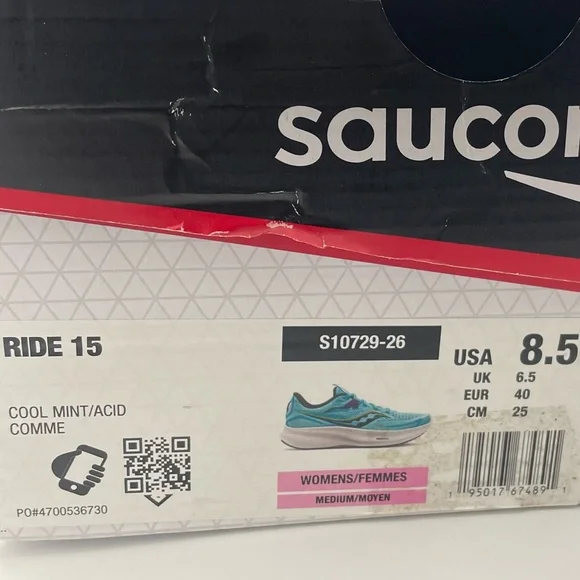 saucon
RIDE 15
S10729-26
USA 8.5
UK 6.5
EUR 40
CM 25
COOL MINT/ACID
COMME
WOMENS/FEMMES
MEDIUM/MOYEN
PO#4700536730
1 95017 67489 1